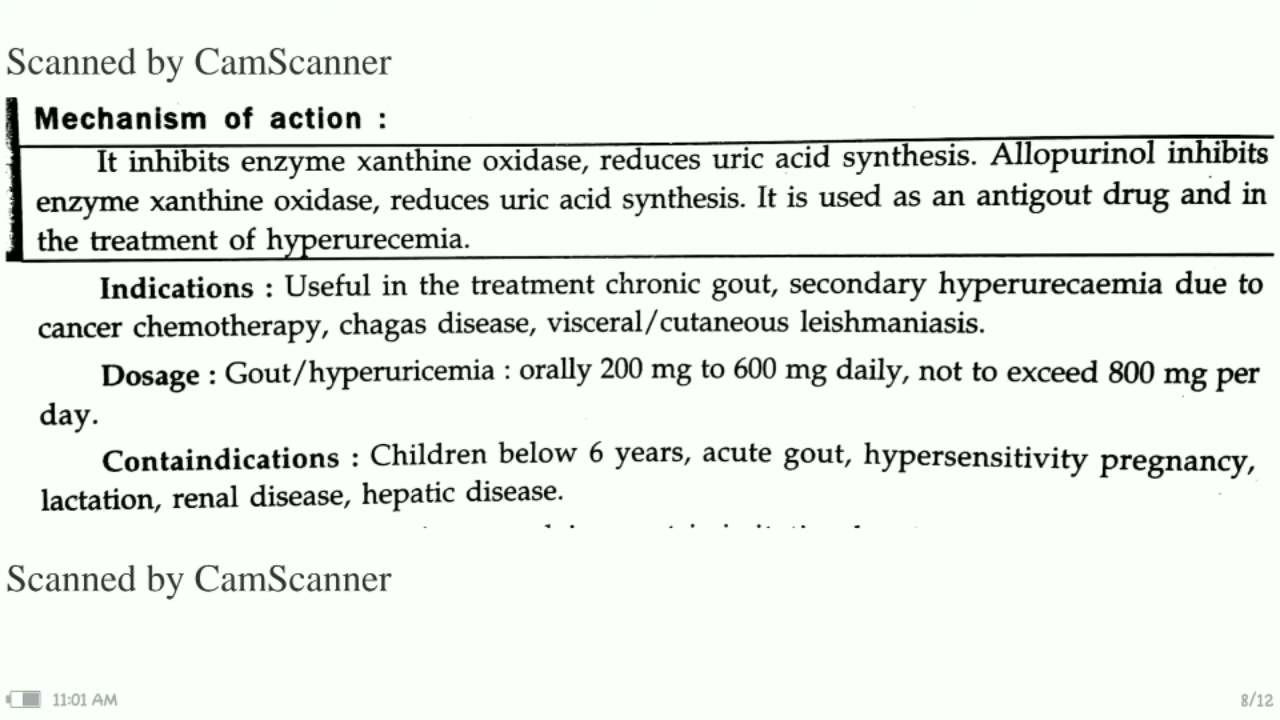 Scanned by CamScanner
Mechanism of action :
It inhibits enzyme xanthine oxidase, reduces uric acid synthesis. Allopurinol inhibits
enzyme xanthine oxidase, reduces uric acid synthesis. It is used as an antigout drug and in
the treatment of hyperurecemia.
Indications : Useful in the treatment chronic gout, secondary hyperurecaemia due to
cancer chemotherapy, chagas disease, visceral/cutaneous leishmaniasis.
Dosage : Gout/hyperuricemia : orally 200 mg to 600 mg daily, not to exceed 800 mg per
day.
Containdications : Children below 6 years, acute gout, hypersensitivity pregnancy,
lactation, renal disease, hepatic disease.
Scanned by CamScanner
11:01 AM
8/12